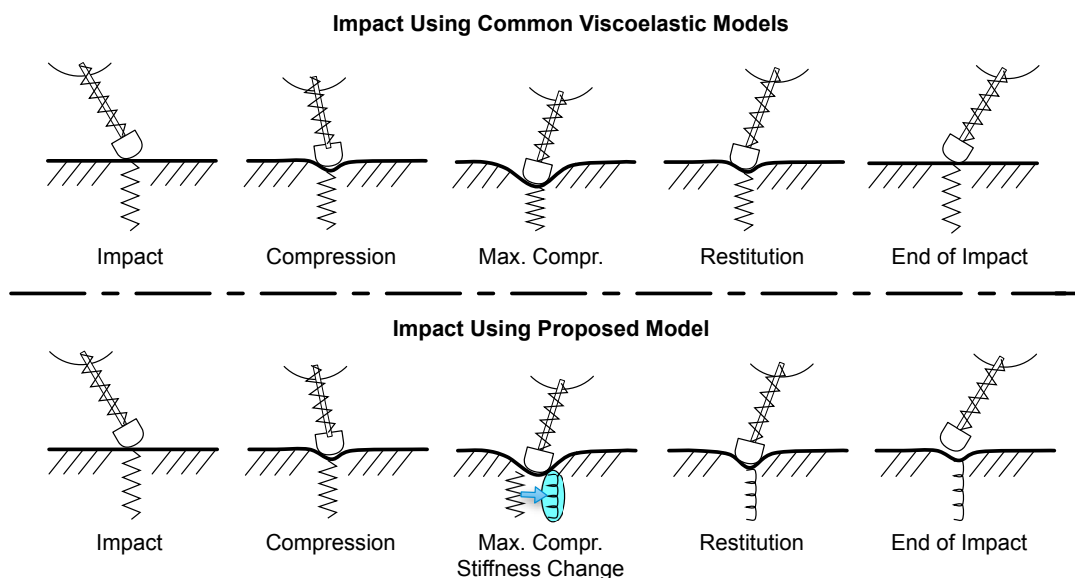 Impact Using Common Viscoelastic Models
Impact
Compression
Max. Compr.
Restitution
End of Impact
Impact Using Proposed Model
Impact
Compression
Max. Compr.
Stiffness Change
Restitution
End of Impact